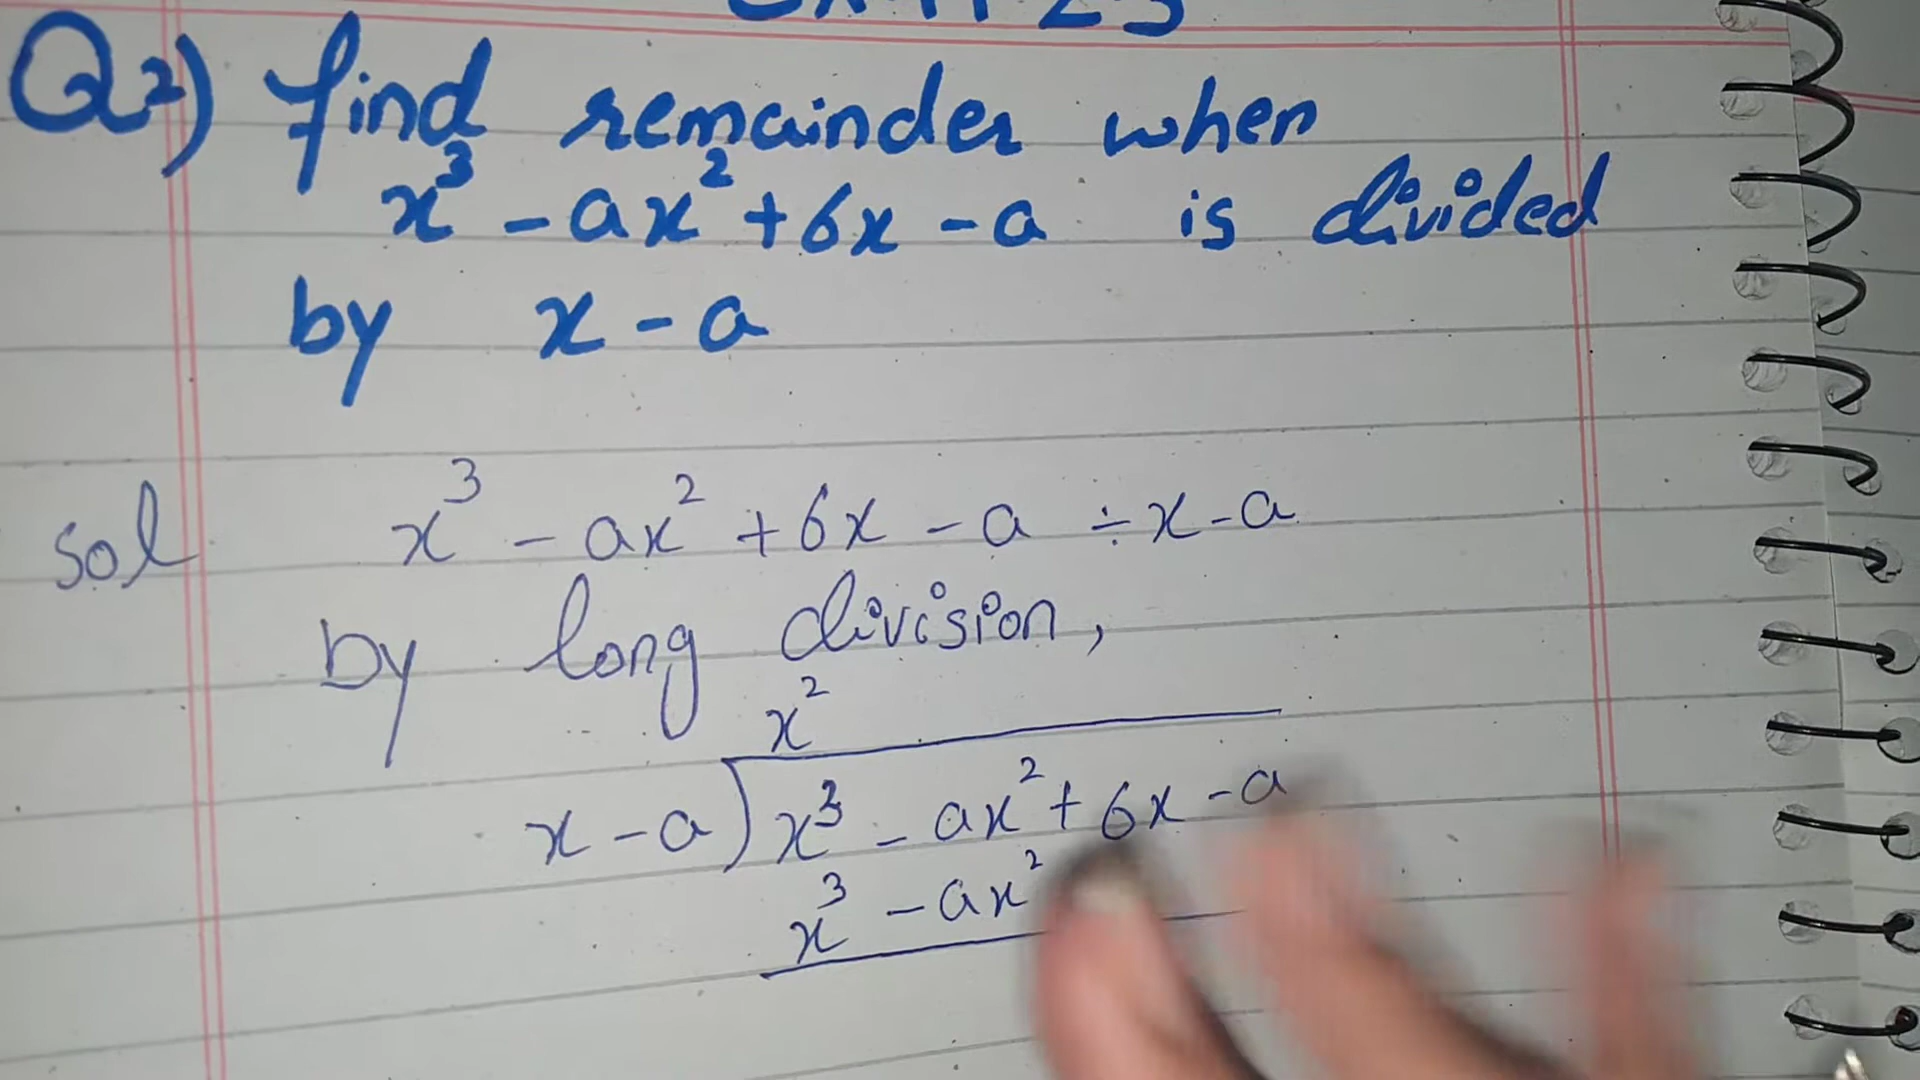 Q2) find remainder when
x³ - ax² + 6x - a is divided
by x - a
Sol x³ - ax² + 6x - a ÷ x - a
by long division,
x²
x - a) x³ - ax² + 6x - a
x³ - ax²